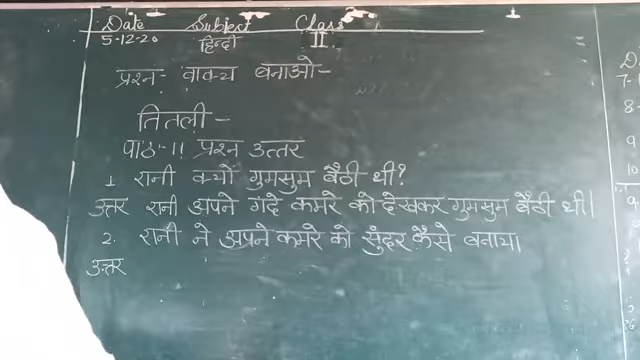 Date Subject Class
5-12-20 हिन्दी II
प्रश्न- वाक्य बनाओ-
तितली-
पाठ-11 प्रश्न उत्तर
1 रानी क्यों गुमसुम बैठी थी?
उत्तर रानी अपने गंदे कमरे को देखकर गुमसुम बैठी थी।
2. रानी ने अपने कमरे को सुंदर कैसे बनाया
उत्तर